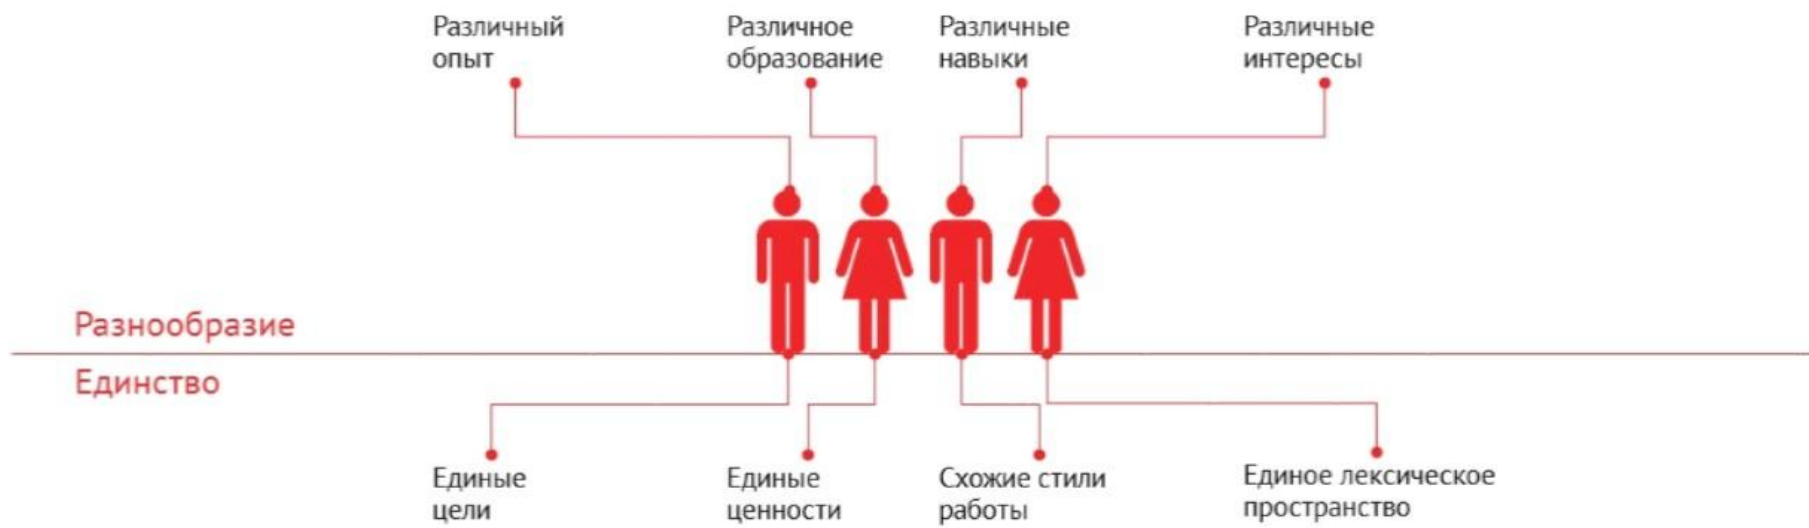 Различный
опыт
Различное
образование
Различные
навыки
Различные
интересы
Разнообразие
Единство
Единые
цели
Единые
ценности
Схожие стили
работы
Единое лексическое
пространство